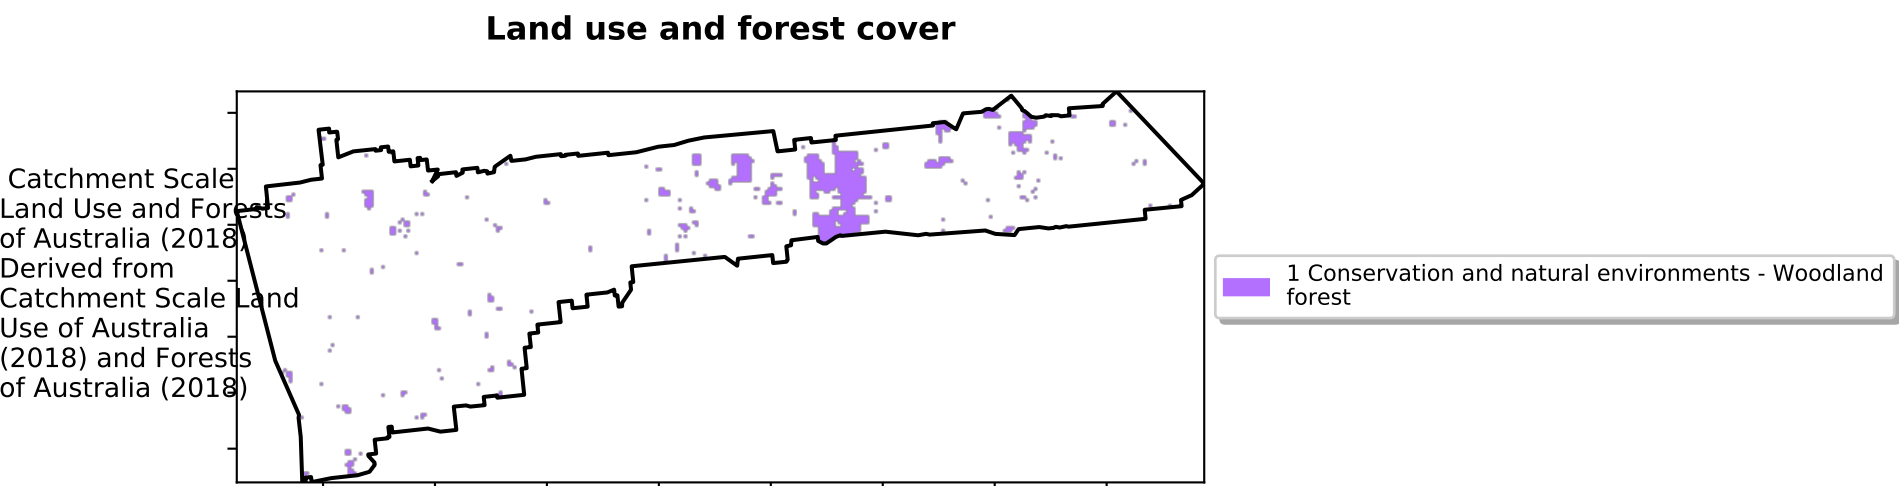 Land use and forest cover
Catchment Scale
Land Use and Forests
of Australia (2018)
Derived from
Catchment Scale Land
Use of Australia
(2018) and Forests
of Australia (2018)
1 Conservation and natural environments - Woodland
forest